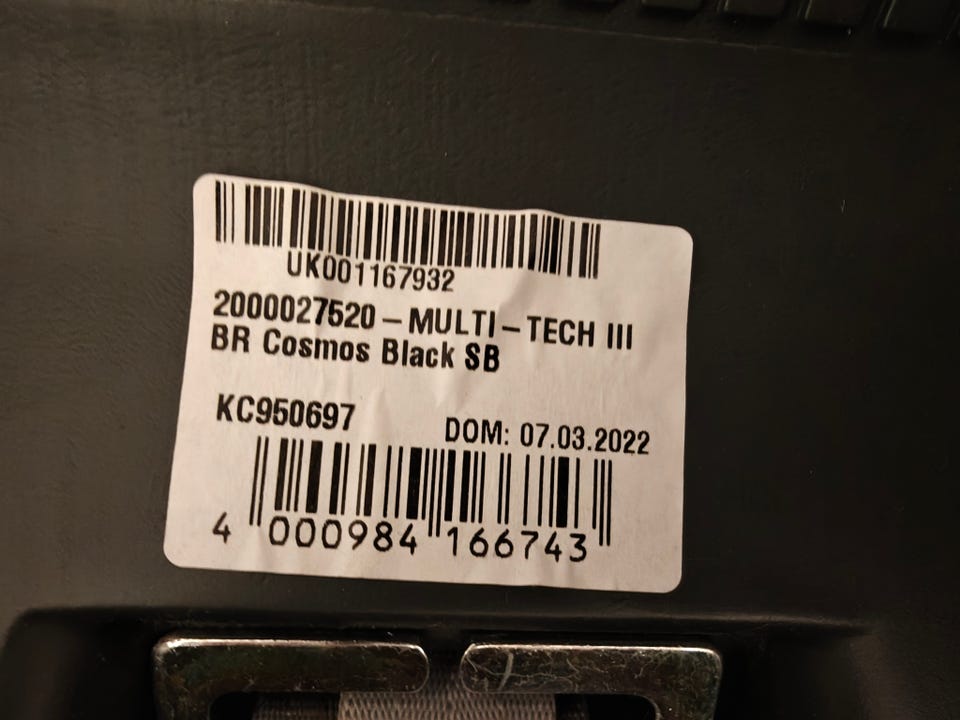 UK001167932
2000027520-MULTI-TECH III
BR Cosmos Black SB
KC950697
DOM: 07.03.2022
4 000984 166743